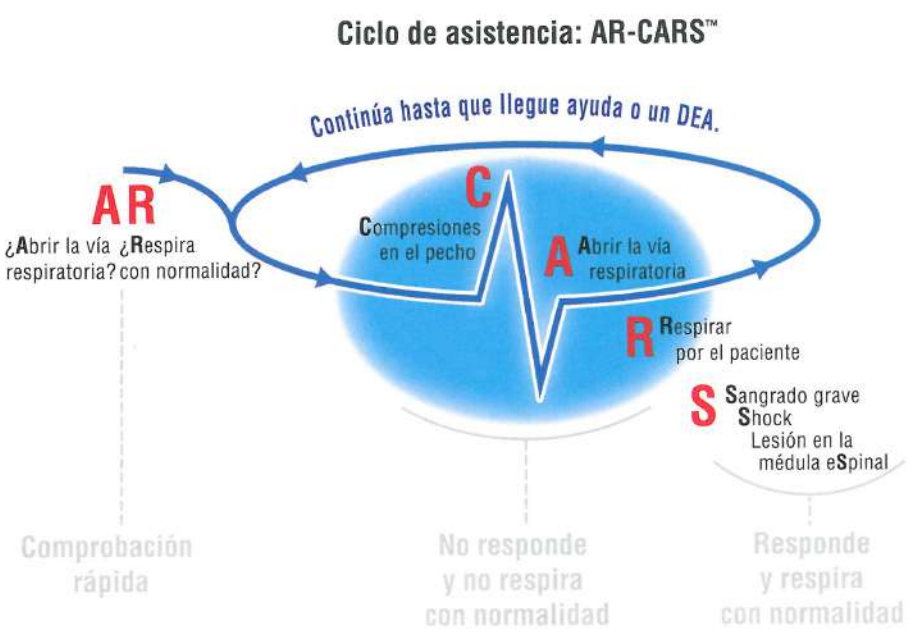 Ciclo de asistencia: AR-CARS™
Continúa hasta que llegue ayuda o un DEA.
AR
¿Abrir la vía
respiratoria?
¿Respira
con normalidad?
C
Compresiones
en el pecho
A
Abrir la vía
respiratoria
R
Respirar
por el paciente
S
Sangrado grave
Shock
Lesión en la
médula eSpinal
Comprobación
rápida
No responde
y no respira
con normalidad
Responde
y respira
con normalidad